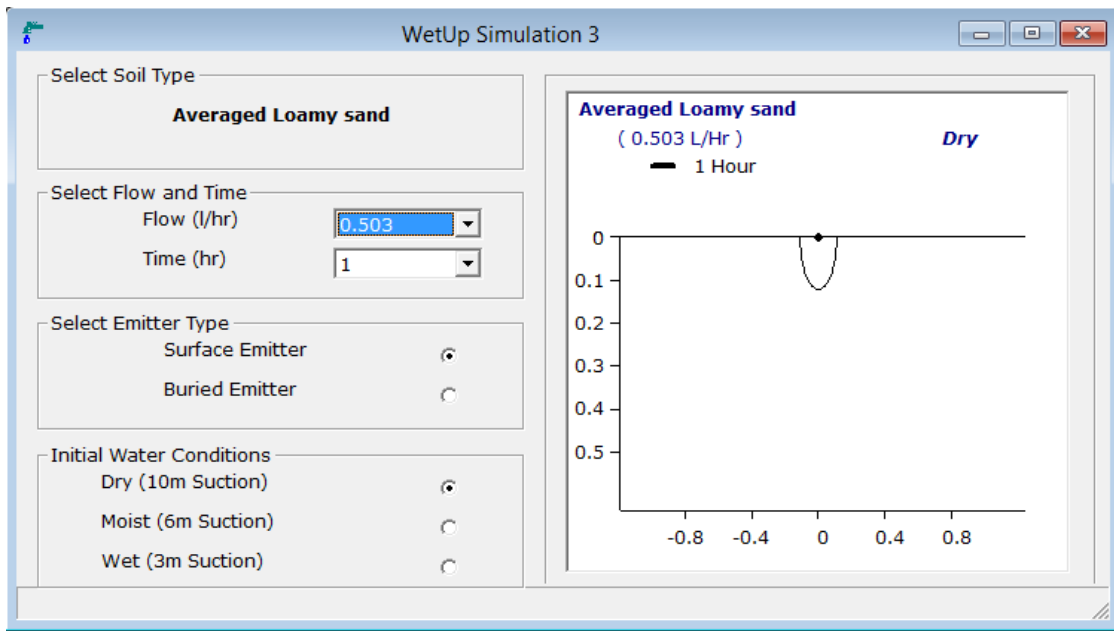 WetUp Simulation 3
Select Soil Type
Averaged Loamy sand
Select Flow and Time
Flow (l/hr) 0.503
Time (hr) 1
Select Emitter Type
Surface Emitter
Buried Emitter
Initial Water Conditions
Dry (10m Suction)
Moist (6m Suction)
Wet (3m Suction)
Averaged Loamy sand
( 0.503 L/Hr ) Dry
1 Hour
0
0.1
0.2
0.3
0.4
0.5
-0.8 -0.4 0 0.4 0.8